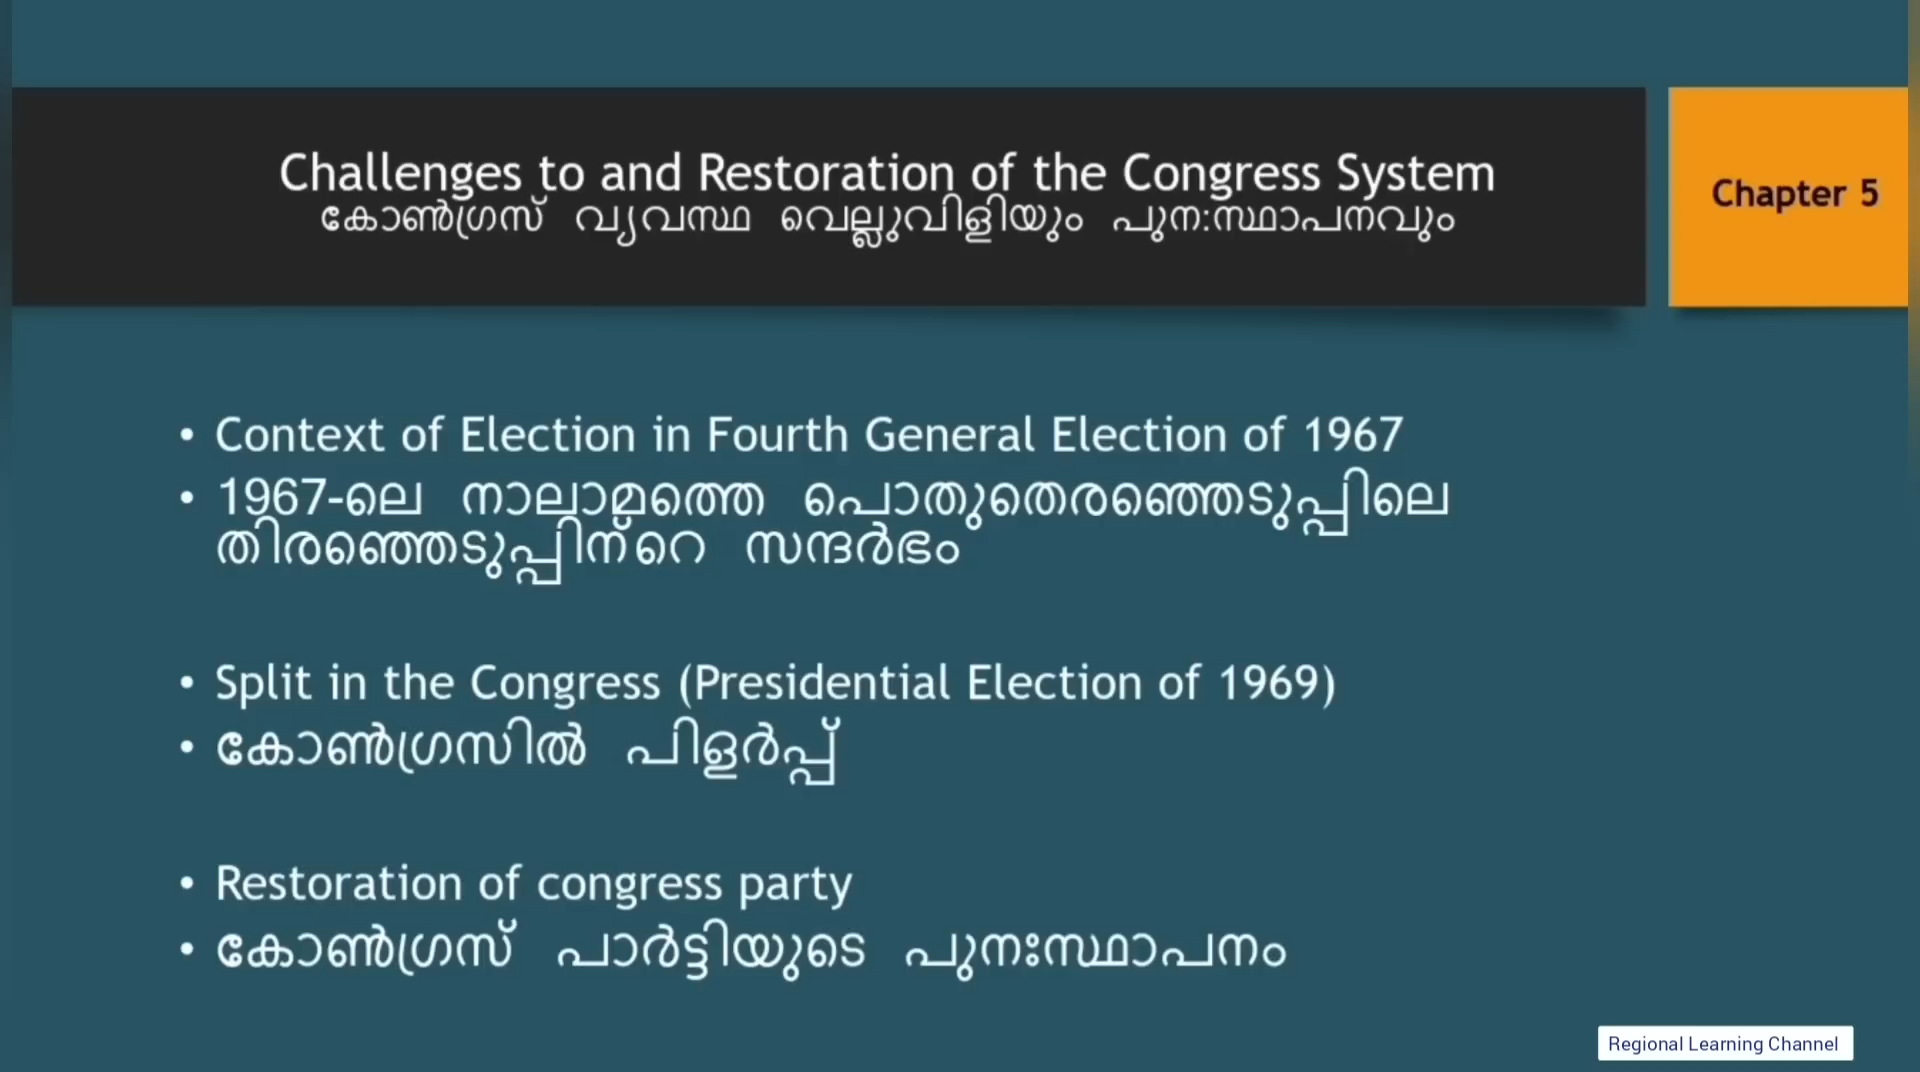 Challenges to and Restoration of the Congress System
കോൺഗ്രസ് വ്യവസ്ഥ വെല്ലുവിളിയും പുന:സ്ഥാപനവും
Chapter 5
• Context of Election in Fourth General Election of 1967
• 1967-ലെ നാലാമത്തെ പൊതുതെരഞ്ഞെടുപ്പിലെ
തിരഞ്ഞെടുപ്പിന്റെ സന്ദർഭം
• Split in the Congress (Presidential Election of 1969)
• കോൺഗ്രസിൽ പിളർപ്പ്
• Restoration of congress party
• കോൺഗ്രസ് പാർട്ടിയുടെ പുനഃസ്ഥാപനം
Regional Learning Channel